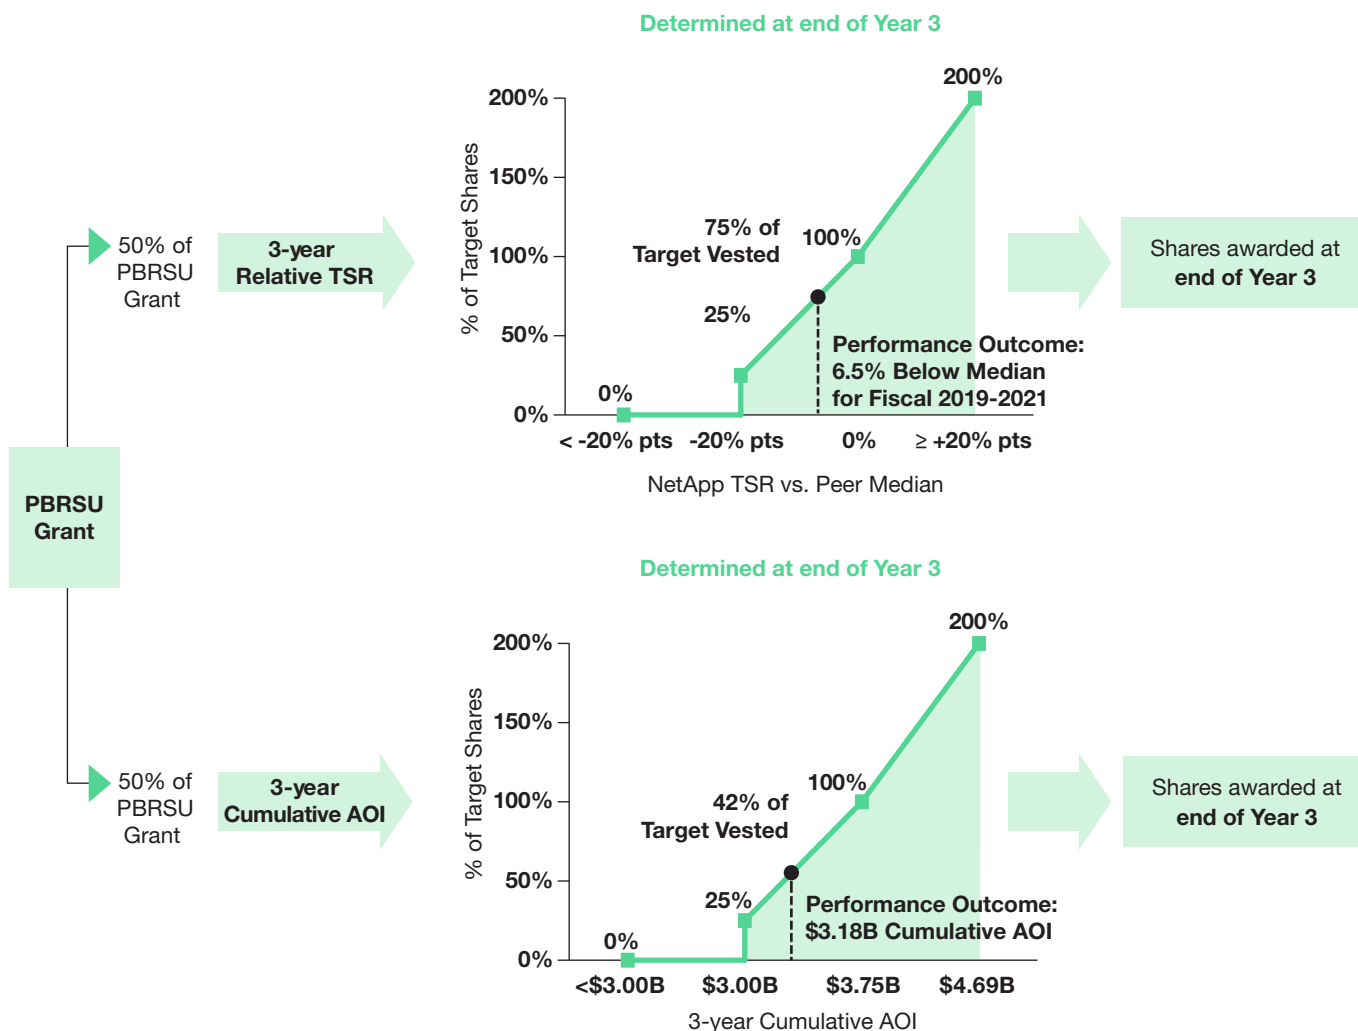 Determined at end of Year 3
% of Target Shares
200%
150%
100%
50%
0%
0%
25%
75% of
Target Vested
100%
200%
Performance Outcome:
6.5% Below Median
for Fiscal 2019-2021
< -20% pts
-20% pts
0%
≥ +20% pts
NetApp TSR vs. Peer Median
50% of
PBRSU
Grant
3-year
Relative TSR
Shares awarded at
end of Year 3
PBRSU
Grant
Determined at end of Year 3
% of Target Shares
200%
150%
100%
50%
0%
0%
25%
42% of
Target Vested
100%
200%
Performance Outcome:
$3.18B Cumulative AOI
<$3.00B
$3.00B
$3.75B
$4.69B
3-year Cumulative AOI
50% of
PBRSU
Grant
3-year
Cumulative AOI
Shares awarded at
end of Year 3